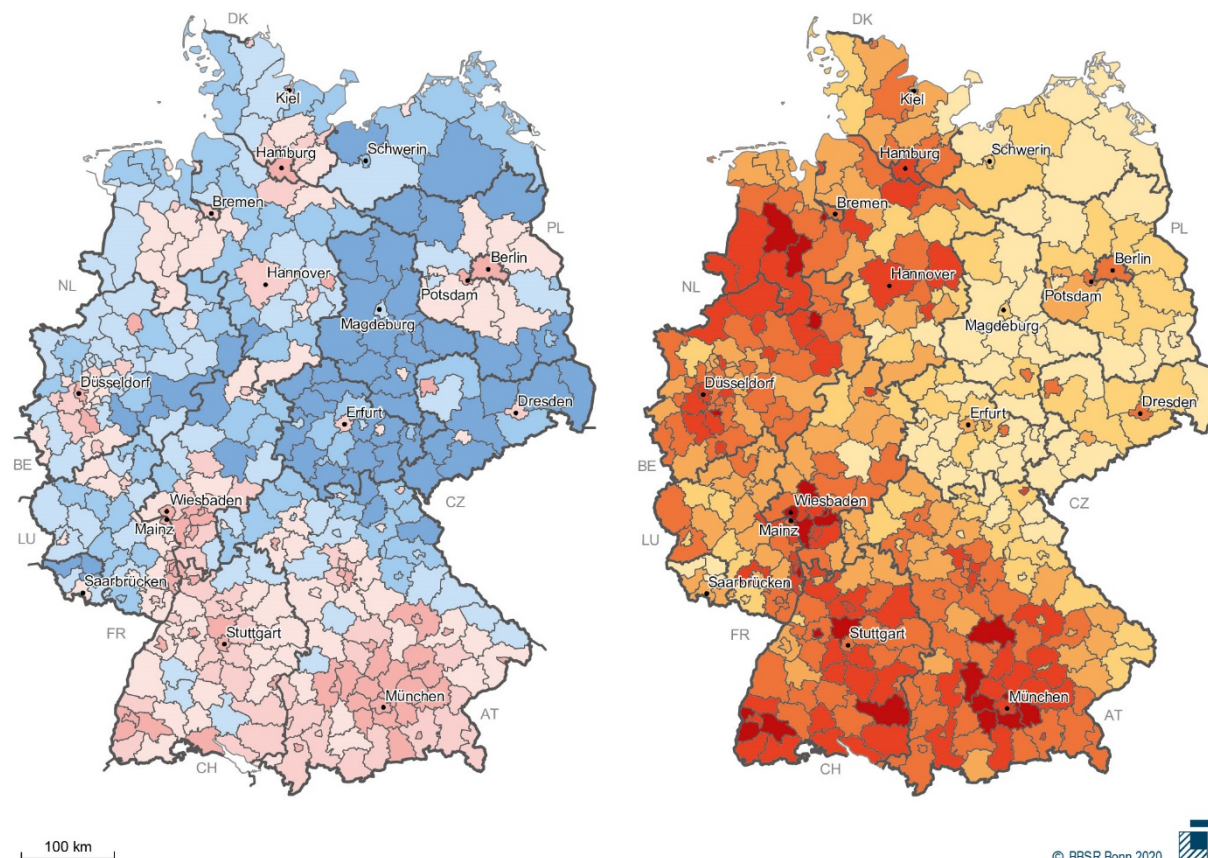 DK
Kiel
Hamburg
Schwerin
Bremen
PL
Berlin
Hannover
Potsdam
NL
Magdeburg
Düsseldorf
Dresden
Erfurt
BE
Wiesbaden
CZ
Mainz
LU
Saarbrücken
FR
Stuttgart
München
AT
CH
100 km
DK
Kiel
Hamburg
Schwerin
Bremen
PL
Berlin
Hannover
Potsdam
NL
Magdeburg
Düsseldorf
Dresden
Erfurt
BE
Wiesbaden
CZ
Mainz
LU
Saarbrücken
FR
Stuttgart
München
AT
CH
© BBSR Bonn 2020